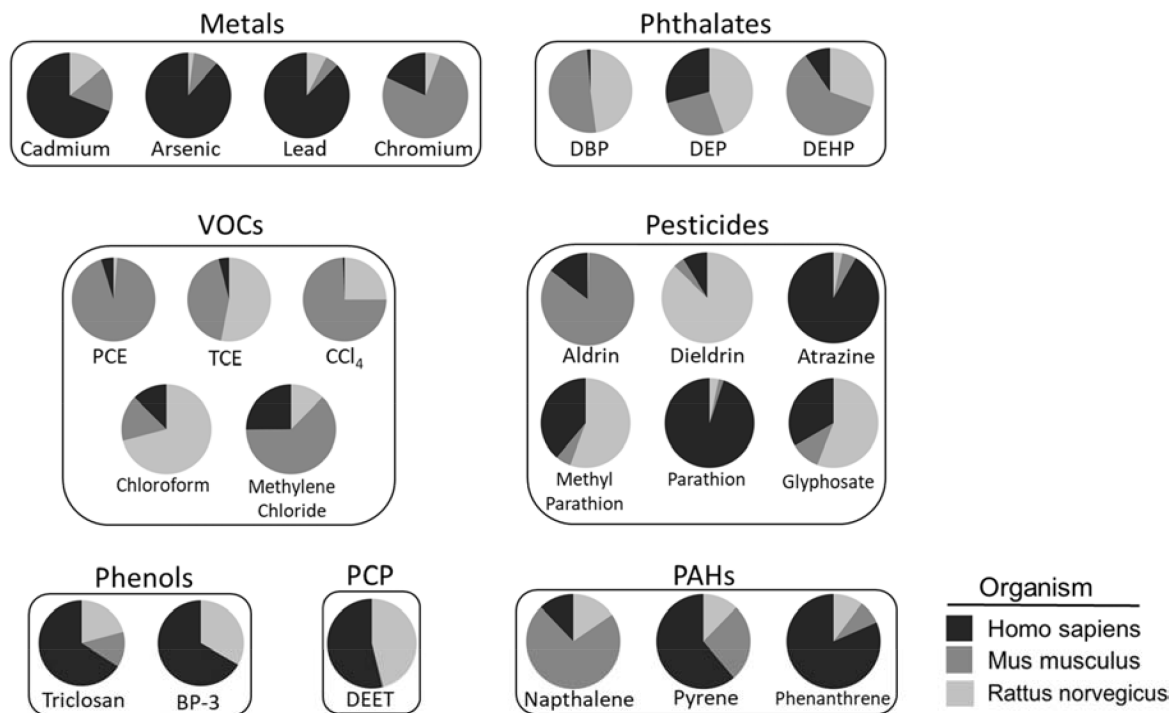 Metals
Phthalates
Cadmium Arsenic Lead Chromium
DBP DEP DEHP
VOCs
Pesticides
PCE TCE CCl₄
Aldrin Dieldrin Atrazine
Chloroform Methylene
Chloride
Methyl
Parathion
Parathion Glyphosate
Phenols
PCP
PAHs
Triclosan BP-3
DEET
Napthalene Pyrene Phenanthrene
Organism
Homo sapiens
Mus musculus
Rattus norvegicus